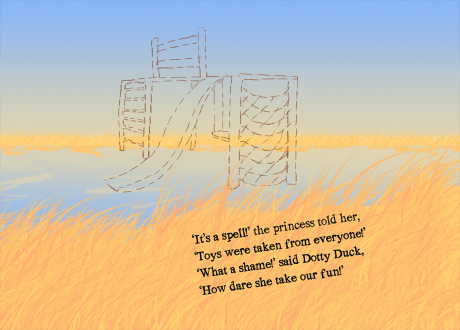 ‘It's a spell!’ the princess told her,
‘Toys were taken from everyone!’
‘What a shame!’ said Dotty Duck,
‘How dare she take our fun!’